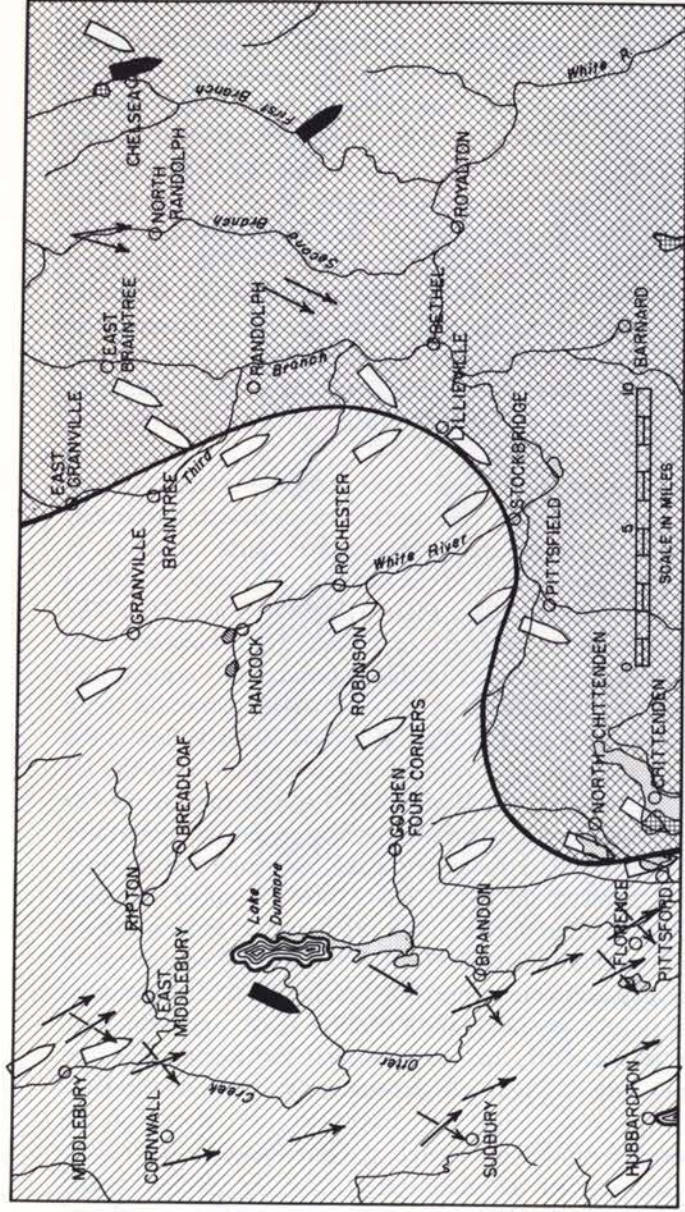 MIDDLEBURY
CORNWALL
EAST
MIDDLEBURY
RIPTON
BREADLOAF
GRANVILLE
EAST
GRANVILLE
BRAINTREE
EAST
BRAINTREE
NORTH
RANDOLPH
CHELSEA
First Branch
Second Branch
Third Branch
RANDOLPH
HANCOCK
ROCHESTER
White River
ROBINSON
Lake
Dunmore
GOSHEN
FOUR CORNERS
Otter
Creek
SUDBURY
BRANDON
LILLIEVILLE
BETHEL
ROYALTON
White R.
STOCKBRIDGE
PITTSFIELD
BARNARD
NORTH CHITTENDEN
CHITTENDEN
FLORENCE
PITTSFORD
HUBBARDTON
0 5 10
SCALE IN MILES